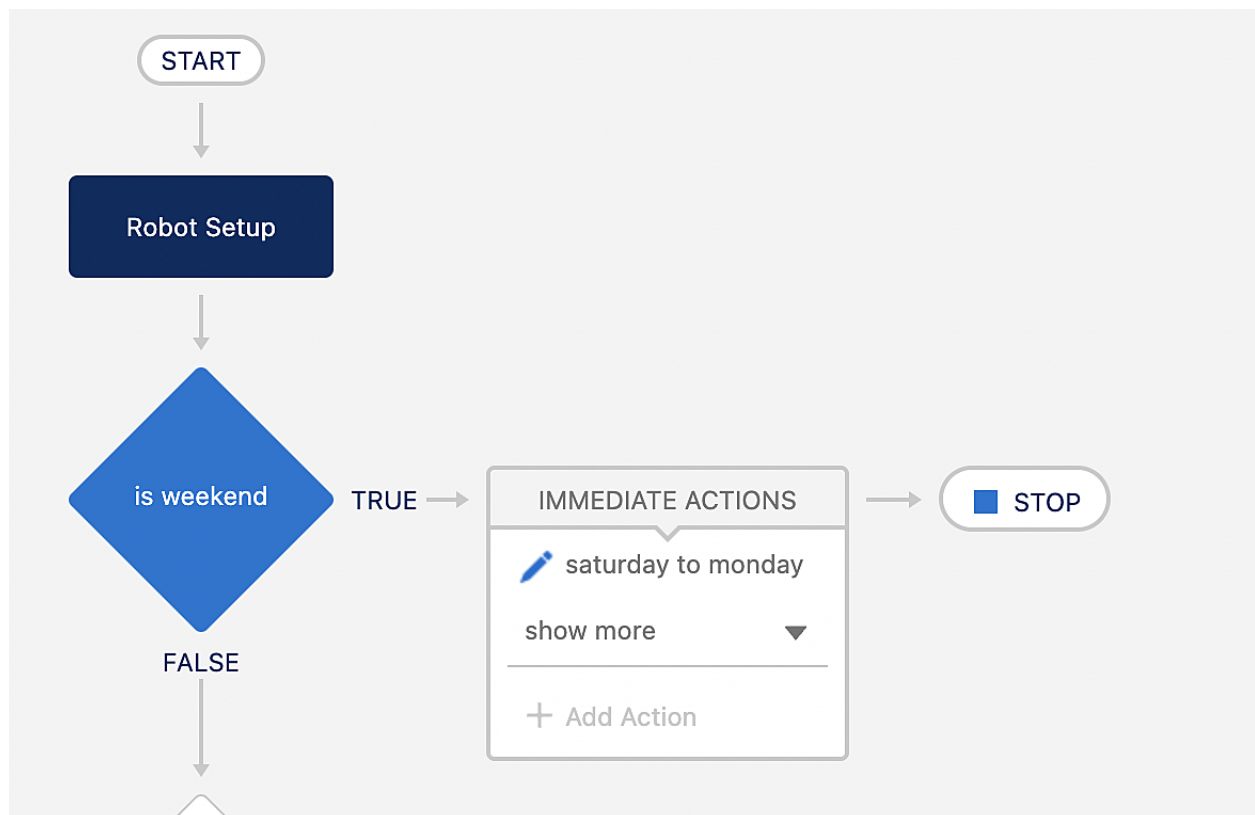 START
Robot Setup
is weekend
TRUE
IMMEDIATE ACTIONS
saturday to monday
show more
+ Add Action
STOP
FALSE